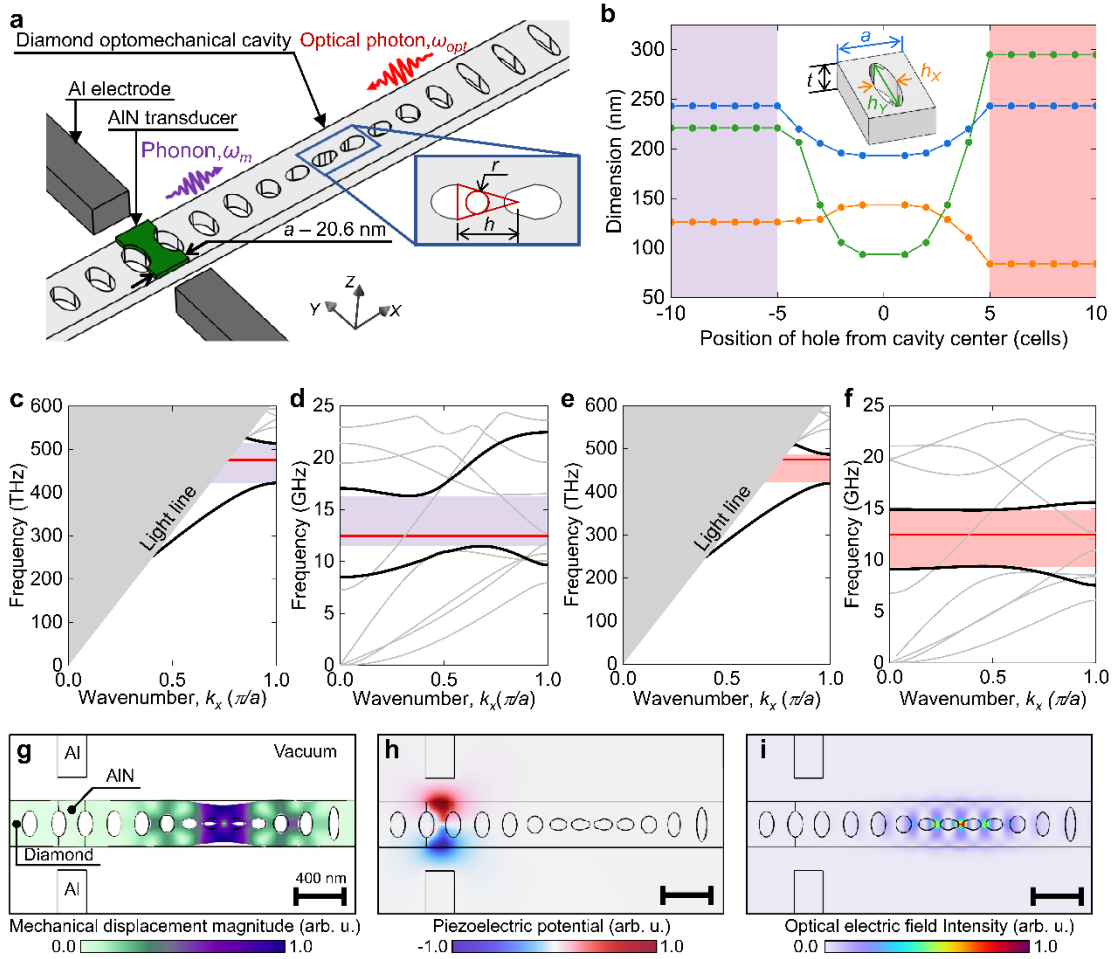 a
Diamond optomechanical cavity
Optical photon,ω_opt
Al electrode
AlN transducer
Phonon,ω_m
r
h
a – 20.6 nm
Z
Y
X
b
300
250
200
150
100
50
Dimension (nm)
a
t
h_X
h_Y
-10
-5
0
5
10
Position of hole from cavity center (cells)
c
600
500
400
300
200
100
0
Frequency (THz)
Light line
0.0
0.5
1.0
Wavenumber, k_x (π/a)
d
25
20
15
10
5
0
Frequency (GHz)
0.0
0.5
1.0
Wavenumber, k_x(π/a)
e
600
500
400
300
200
100
0
Frequency (THz)
Light line
0.0
0.5
1.0
Wavenumber, k_x (π/a)
f
25
20
15
10
5
0
Frequency (GHz)
0.0
0.5
1.0
Wavenumber, k_x (π/a)
g
Al
Vacuum
AlN
Diamond
Al
400 nm
Mechanical displacement magnitude (arb. u.)
0.0
1.0
h
Piezoelectric potential (arb. u.)
-1.0
1.0
i
Optical electric field Intensity (arb. u.)
0.0
1.0